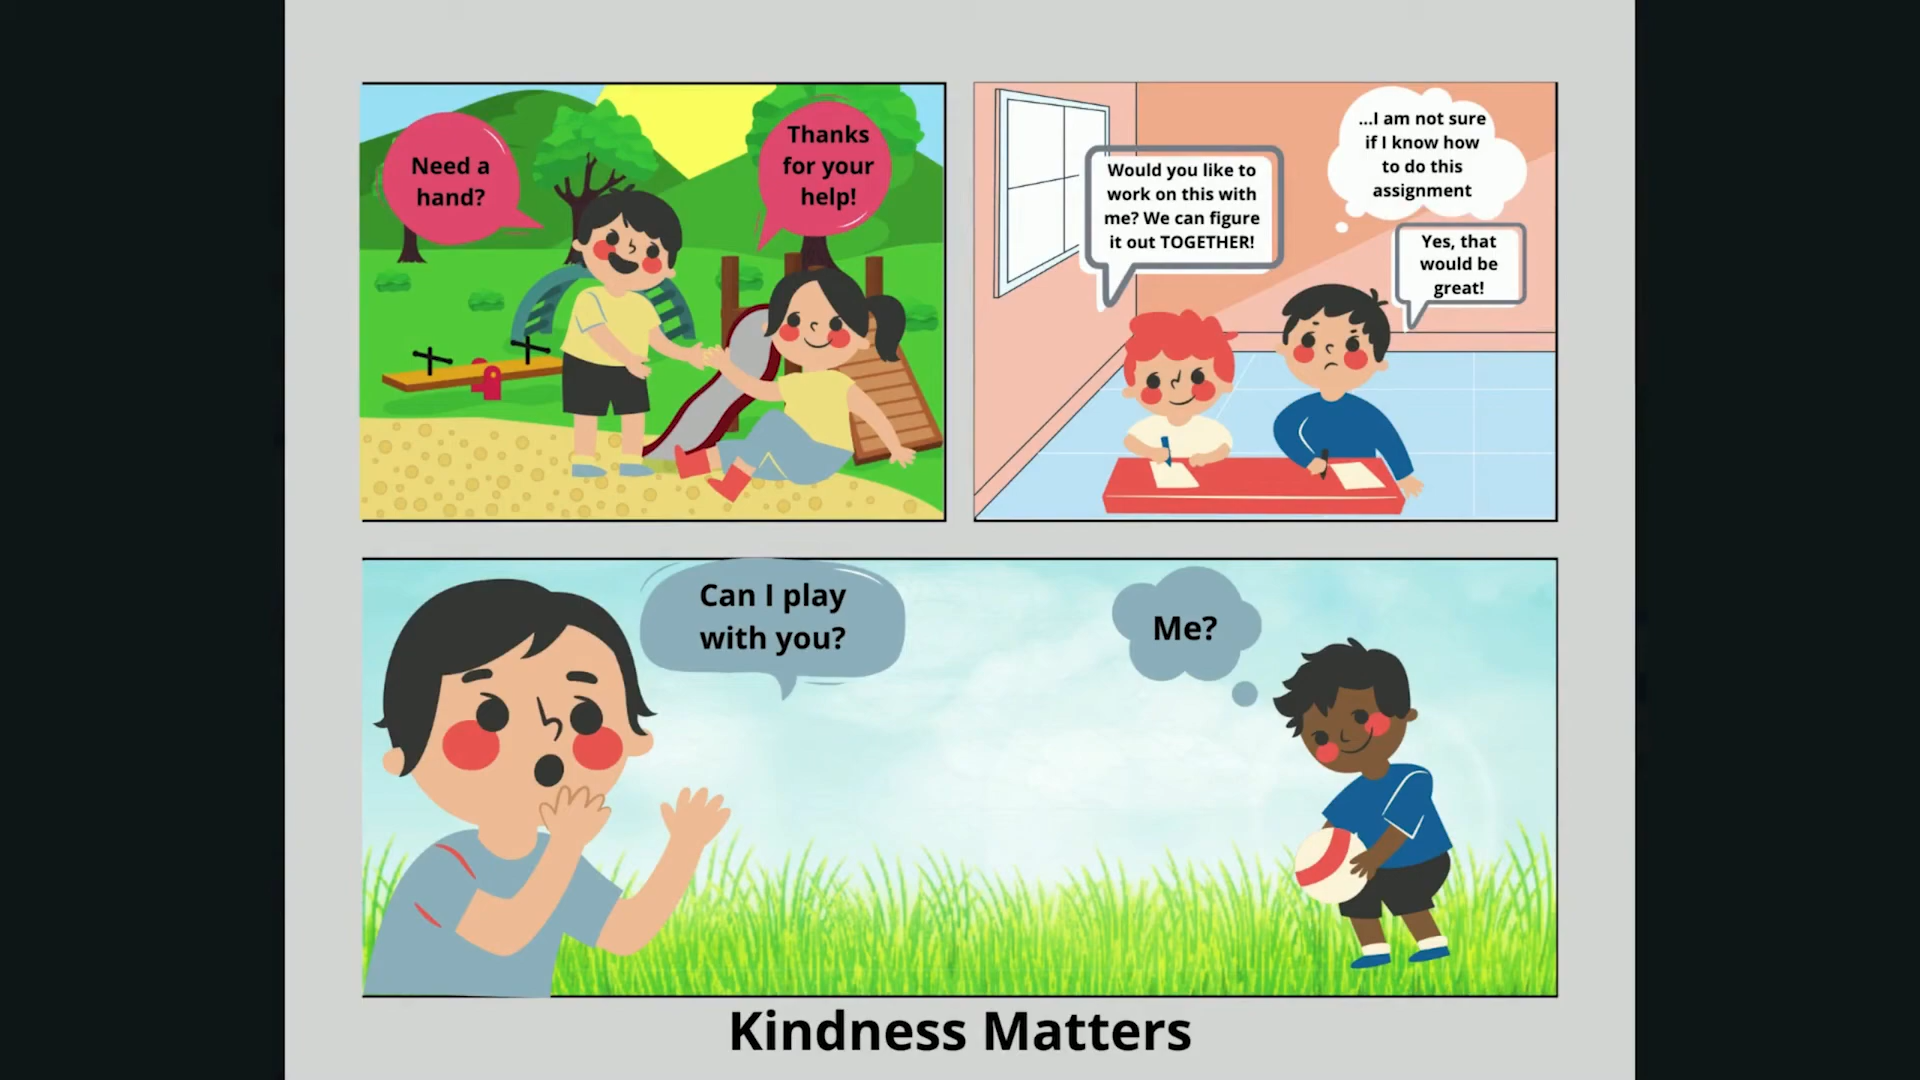 Need a
hand?
Thanks
for your
help!
Would you like to
work on this with
me? We can figure
it out TOGETHER!
...I am not sure
if I know how
to do this
assignment
Yes, that
would be
great!
Can I play
with you?
Me?
Kindness Matters